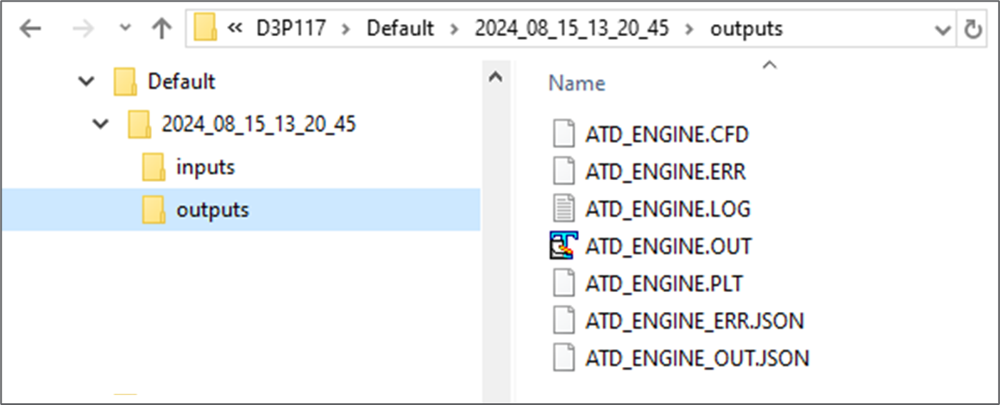 « D3P117 › Default › 2024_08_15_13_20_45 › outputs
Default
2024_08_15_13_20_45
inputs
outputs
Name
ATD_ENGINE.CFD
ATD_ENGINE.ERR
ATD_ENGINE.LOG
ATD_ENGINE.OUT
ATD_ENGINE.PLT
ATD_ENGINE_ERR.JSON
ATD_ENGINE_OUT.JSON